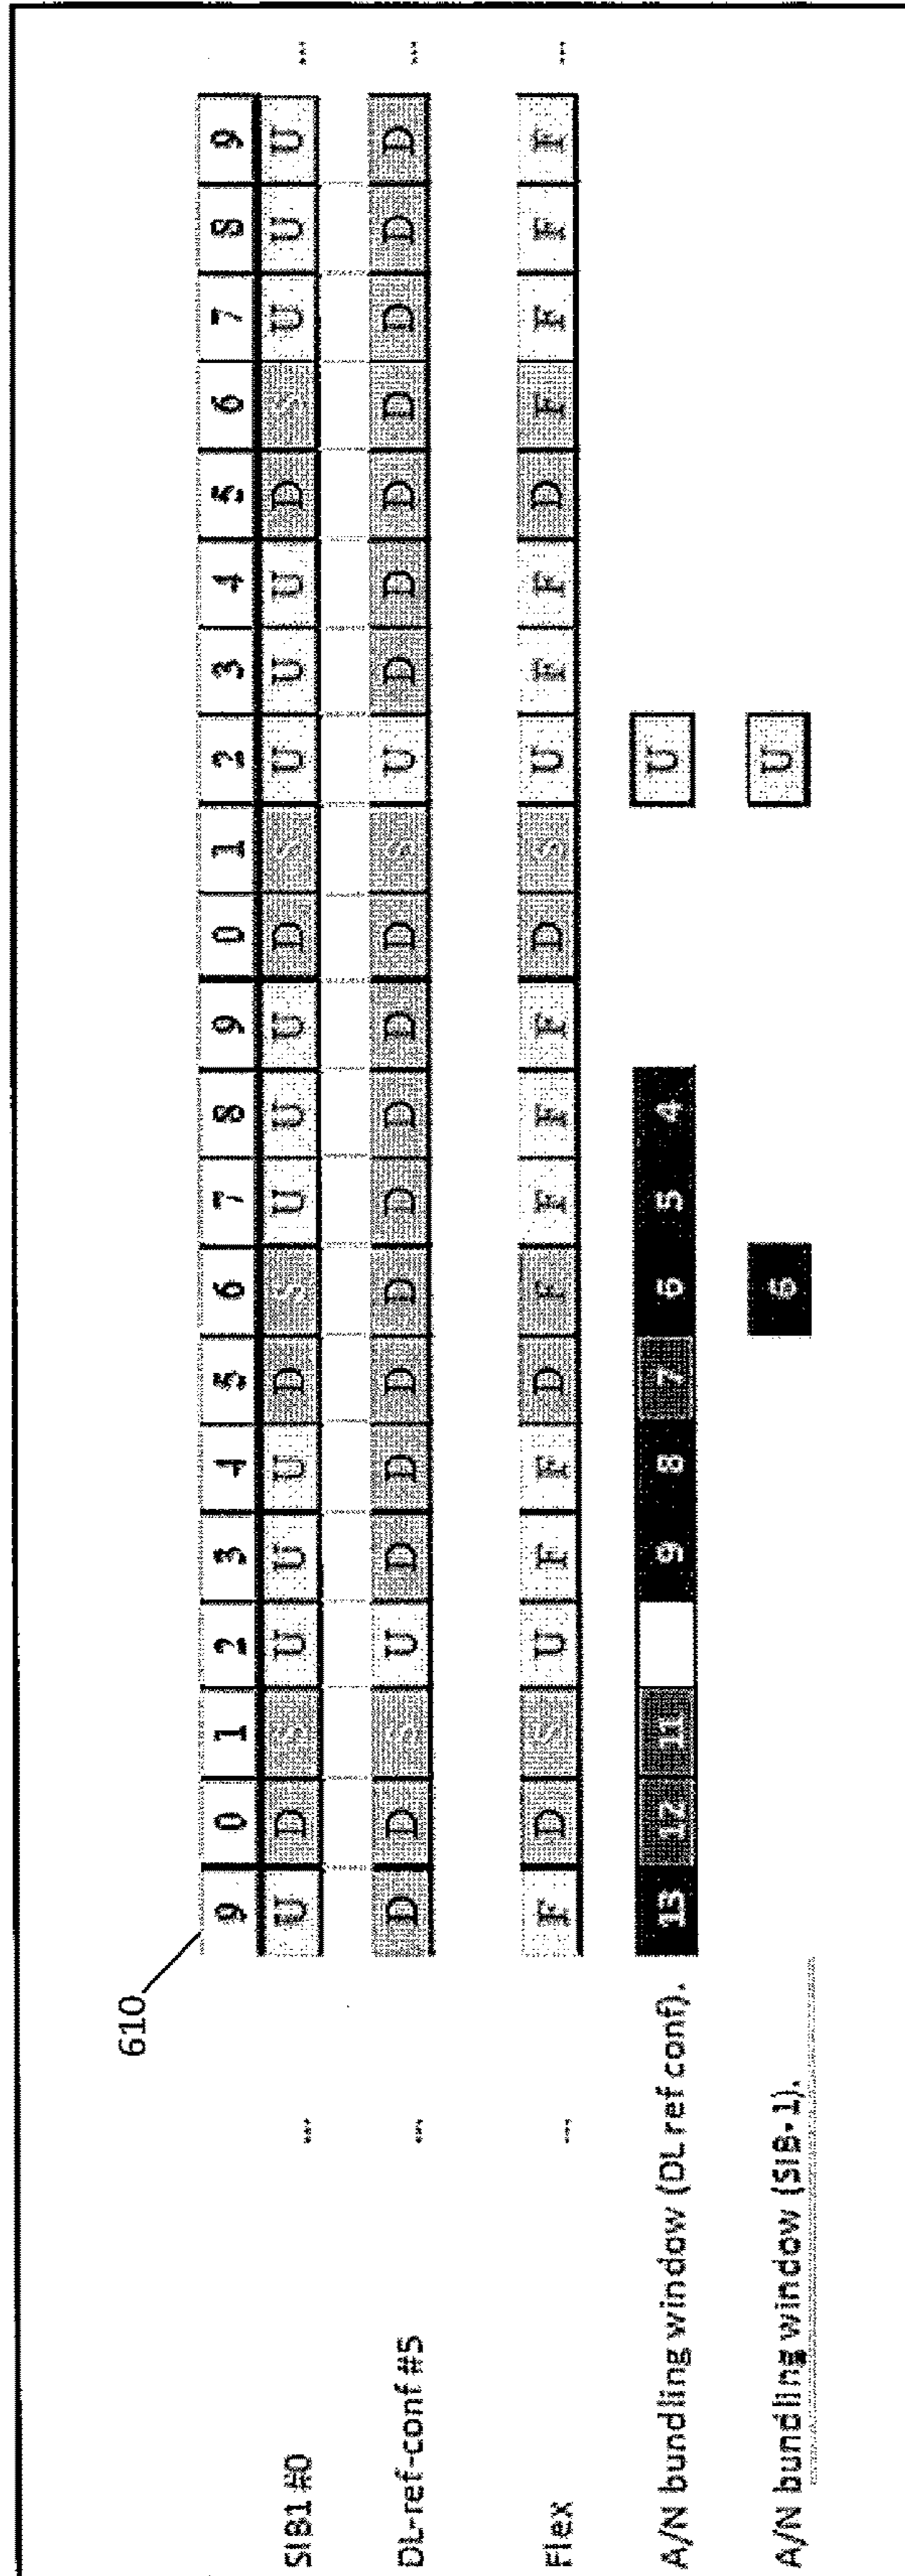 610
9 0 1 2 3 4 5 6 7 8 9 0 1 2 3 4 5 6 7 8 9
SIB1 #0 ... U D S U U U D S U U U D S U U U D S U U U ...
DL-ref-conf #5 ... D D S U D D D D D D D D S U D D D D D D D ...
Flex ... F D S U F F D F F F F D S U F F D F F F F ...
A/N bundling window (DL ref conf). 13 12 11 9 8 7 6 5 4 U
A/N bundling window (SIB-1). 6 U